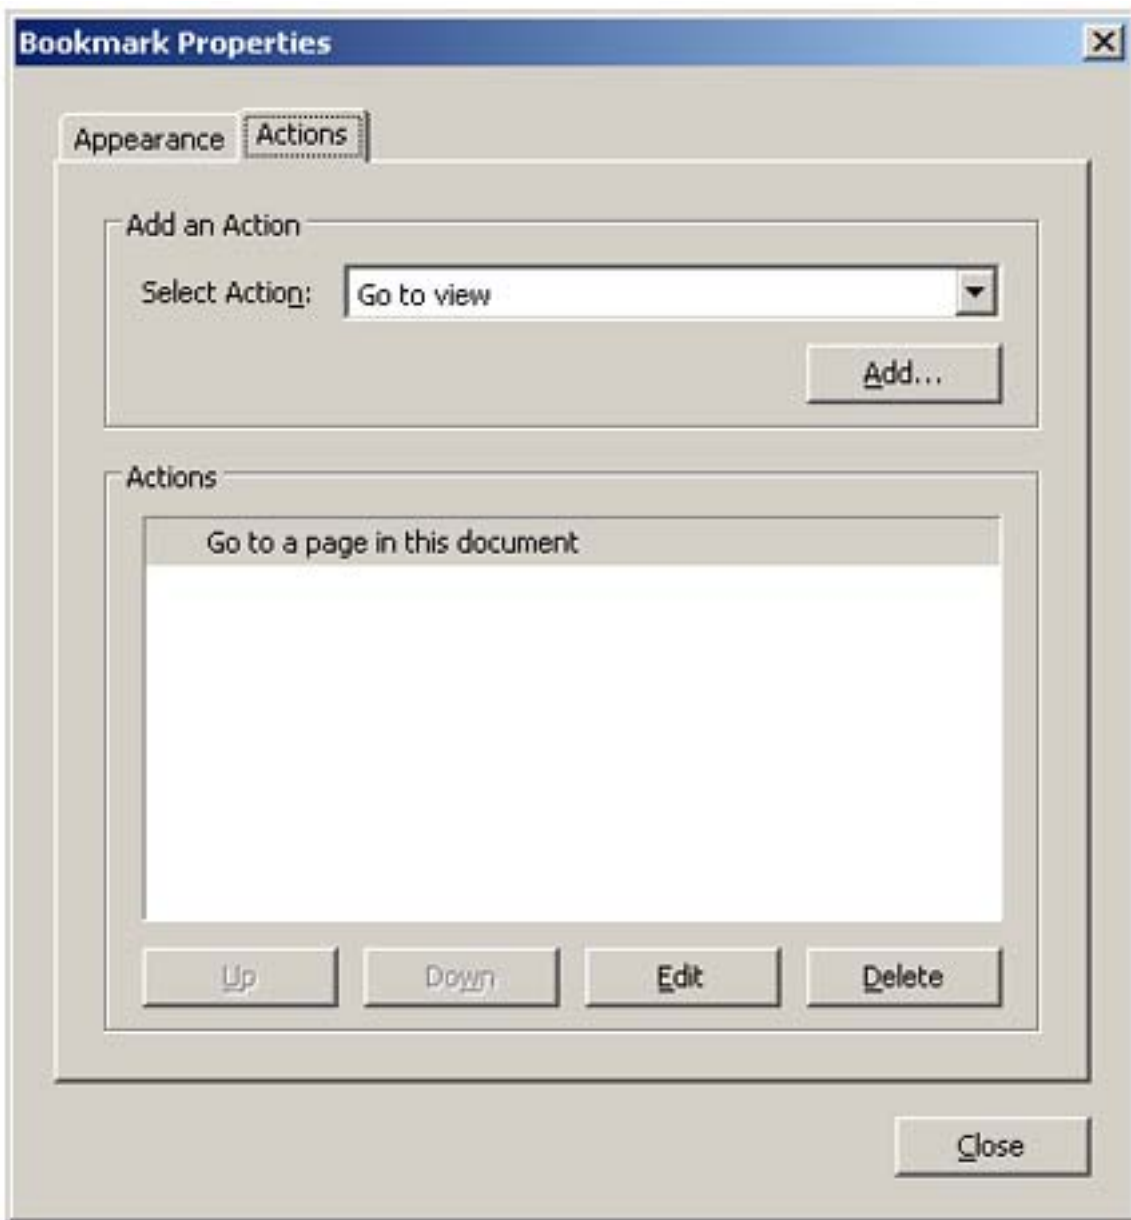 Bookmark Properties
Appearance Actions
Add an Action
Select Action: Go to view
Add...
Actions
Go to a page in this document
Up Down Edit Delete
Close